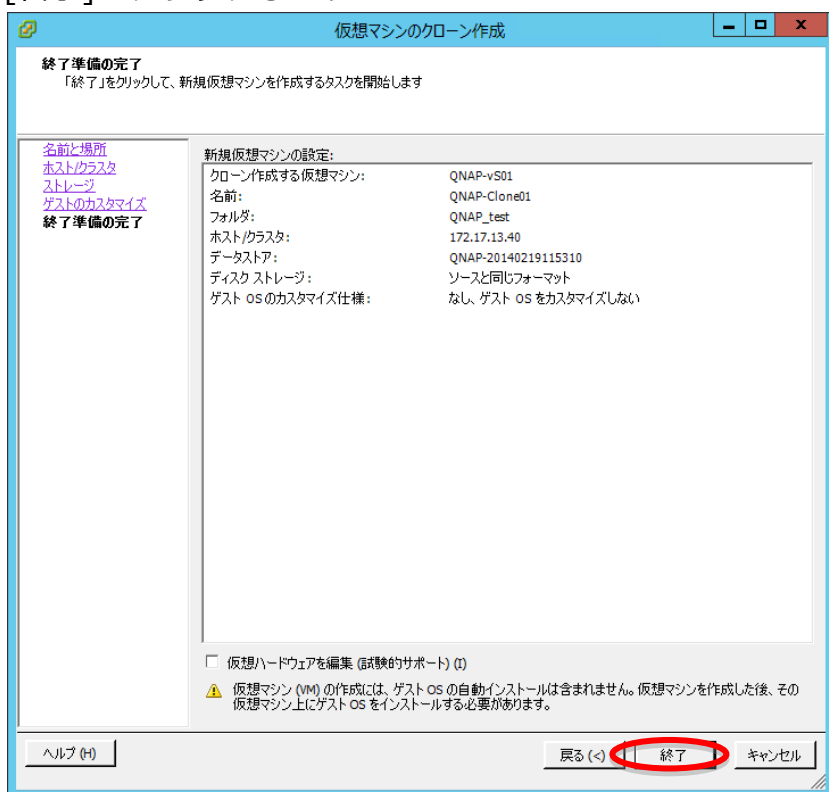 仮想マシンのクローン作成
終了準備の完了
「終了」をクリックして、新規仮想マシンを作成するタスクを開始します
名前と場所
ホスト/クラスタ
ストレージ
ゲストのカスタマイズ
終了準備の完了
新規仮想マシンの設定:
クローン作成する仮想マシン: QNAP-vS01
名前: QNAP-Clone01
フォルダ: QNAP_test
ホスト/クラスタ: 172.17.13.40
データストア: QNAP-20140219115310
ディスク ストレージ: ソースと同じフォーマット
ゲスト OS のカスタマイズ仕様: なし、ゲスト OS をカスタマイズしない
仮想ハードウェアを編集 (試験的サポート) (I)
仮想マシン (VM) の作成には、ゲスト OS の自動インストールは含まれません。仮想マシンを作成した後、その
仮想マシン上にゲスト OS をインストールする必要があります。
ヘルプ (H) 戻る (<) 終了 キャンセル